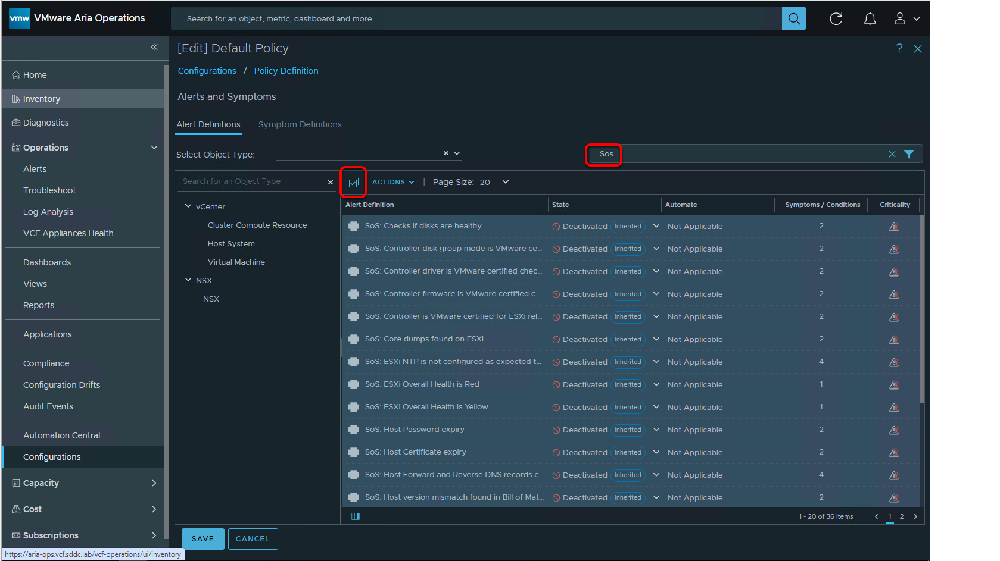 vmw VMware Aria Operations
Search for an object, metric, dashboard and more...
[Edit] Default Policy
?
Configurations / Policy Definition
Alerts and Symptoms
Alert Definitions Symptom Definitions
Select Object Type:
Sos
Home
Inventory
Diagnostics
Operations
Alerts
Troubleshoot
Log Analysis
VCF Appliances Health
Dashboards
Views
Reports
Applications
Compliance
Configuration Drifts
Audit Events
Automation Central
Configurations
Capacity
Cost
Subscriptions
Search for an Object Type
vCenter
Cluster Compute Resource
Host System
Virtual Machine
NSX
NSX
ACTIONS | Page Size: 20
Alert Definition State Automate Symptoms / Conditions Criticality
SoS: Checks if disks are healthy Deactivated Inherited Not Applicable 2
SoS: Controller disk group mode is VMware ce... Deactivated Inherited Not Applicable 2
SoS: Controller driver is VMware certified chec... Deactivated Inherited Not Applicable 2
SoS: Controller firmware is VMware certified c... Deactivated Inherited Not Applicable 2
SoS: Controller is VMware certified for ESXi rel... Deactivated Inherited Not Applicable 2
SoS: Core dumps found on ESXi Deactivated Inherited Not Applicable 2
SoS: ESXi NTP is not configured as expected t... Deactivated Inherited Not Applicable 4
SoS: ESXi Overall Health is Red Deactivated Inherited Not Applicable 1
SoS: ESXi Overall Health is Yellow Deactivated Inherited Not Applicable 1
SoS: Host Password expiry Deactivated Inherited Not Applicable 2
SoS: Host Certificate expiry Deactivated Inherited Not Applicable 2
SoS: Host Forward and Reverse DNS records c... Deactivated Inherited Not Applicable 4
SoS: Host version mismatch found in Bill of Mat... Deactivated Inherited Not Applicable 2
1 - 20 of 36 items 1 2
SAVE CANCEL
https://aria-ops.vcf.sddc.lab/vcf-operations/ui/inventory